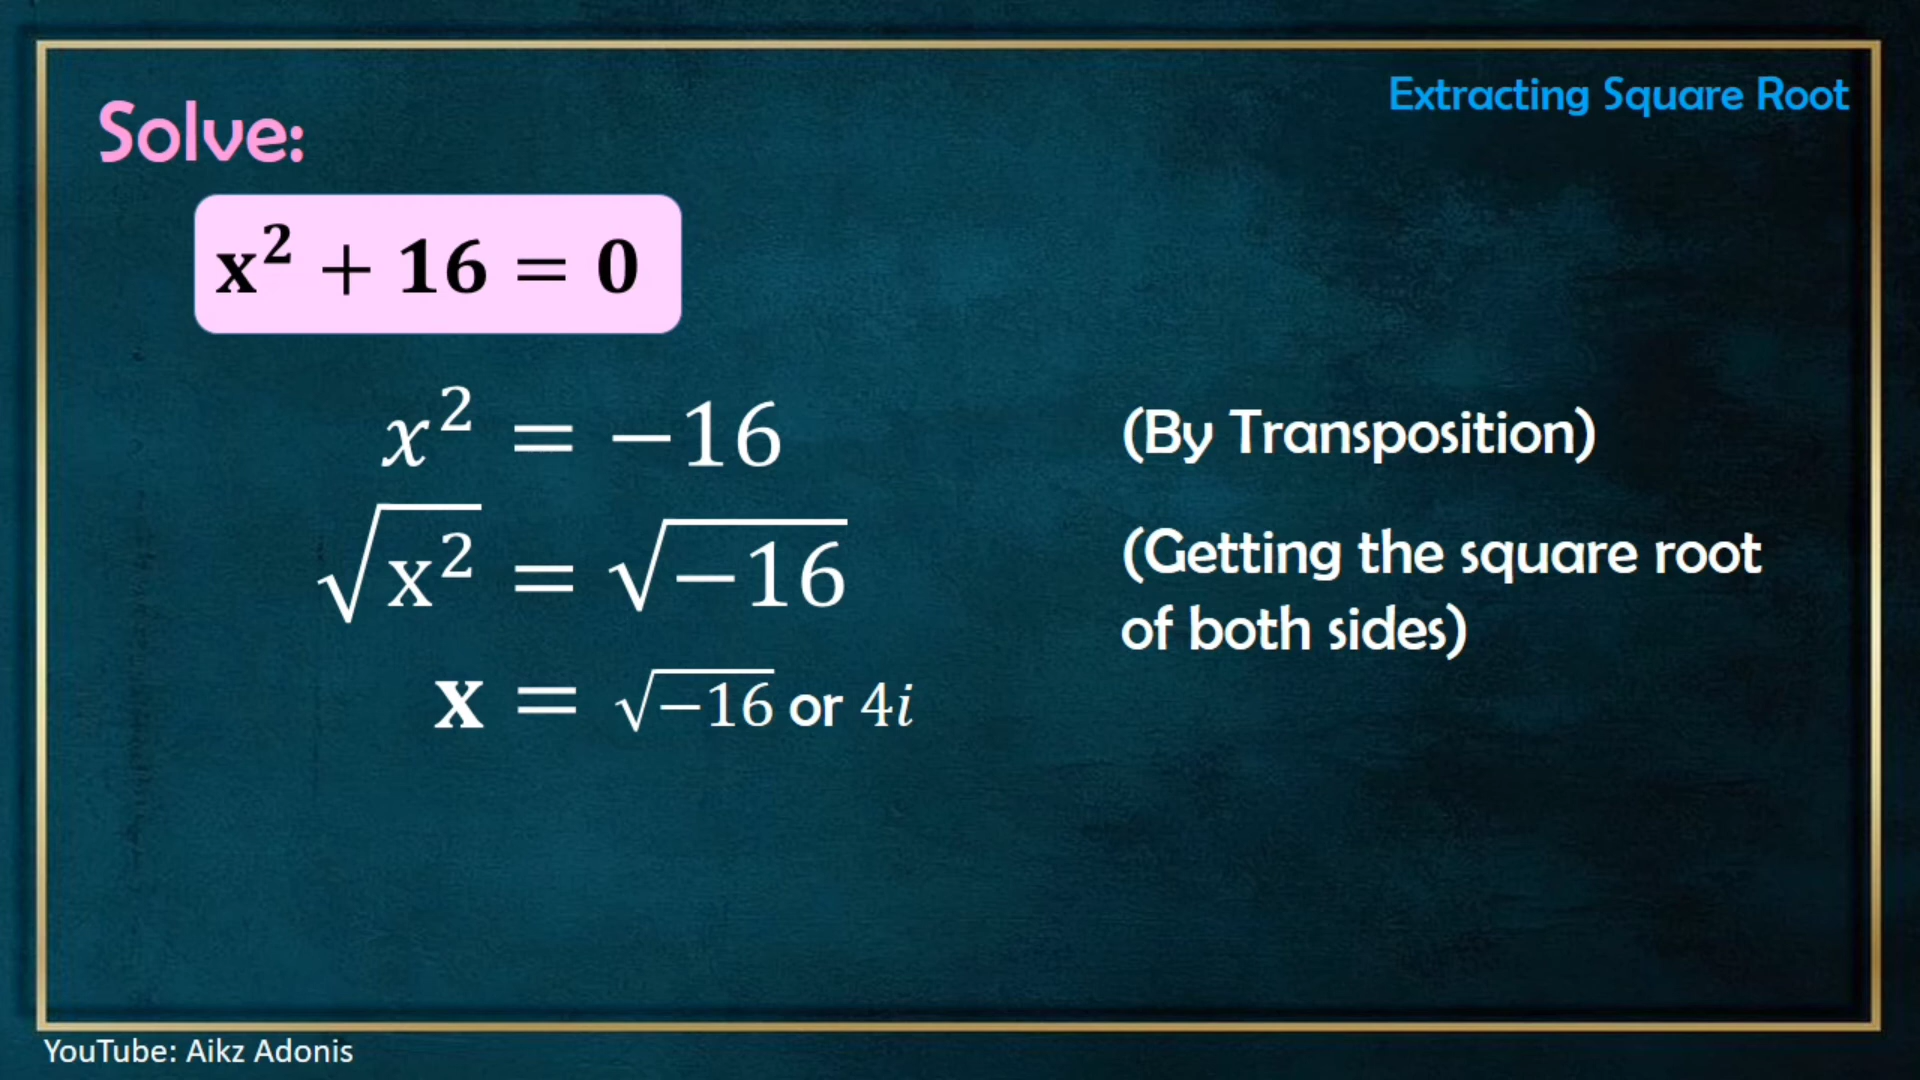 Extracting Square Root
Solve:
x² + 16 = 0
x² = −16 (By Transposition)
√x² = √−16 (Getting the square root
of both sides)
x = √−16 or 4i
YouTube: Aikz Adonis